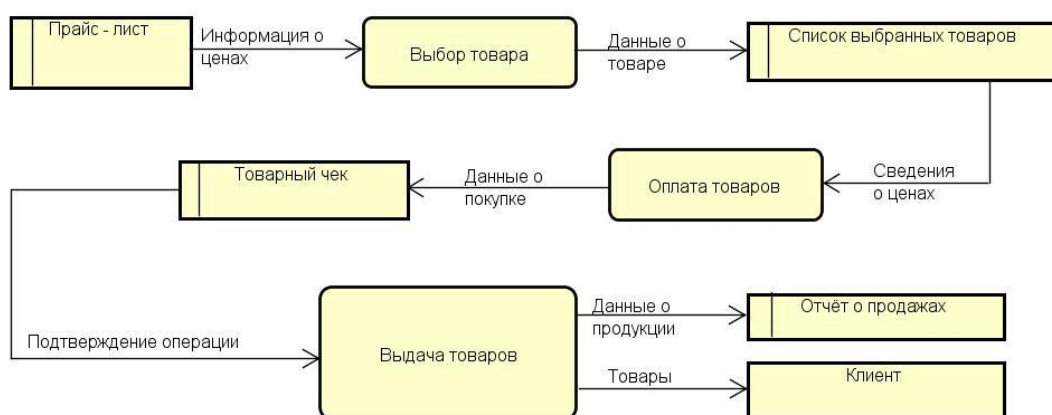 Прайс - лист
Информация о
ценах
Выбор товара
Данные о
товаре
Список выбранных товаров
Товарный чек
Данные о
покупке
Оплата товаров
Сведения
о ценах
Подтверждение операции
Выдача товаров
Данные о
продукции
Отчёт о продажах
Товары
Клиент